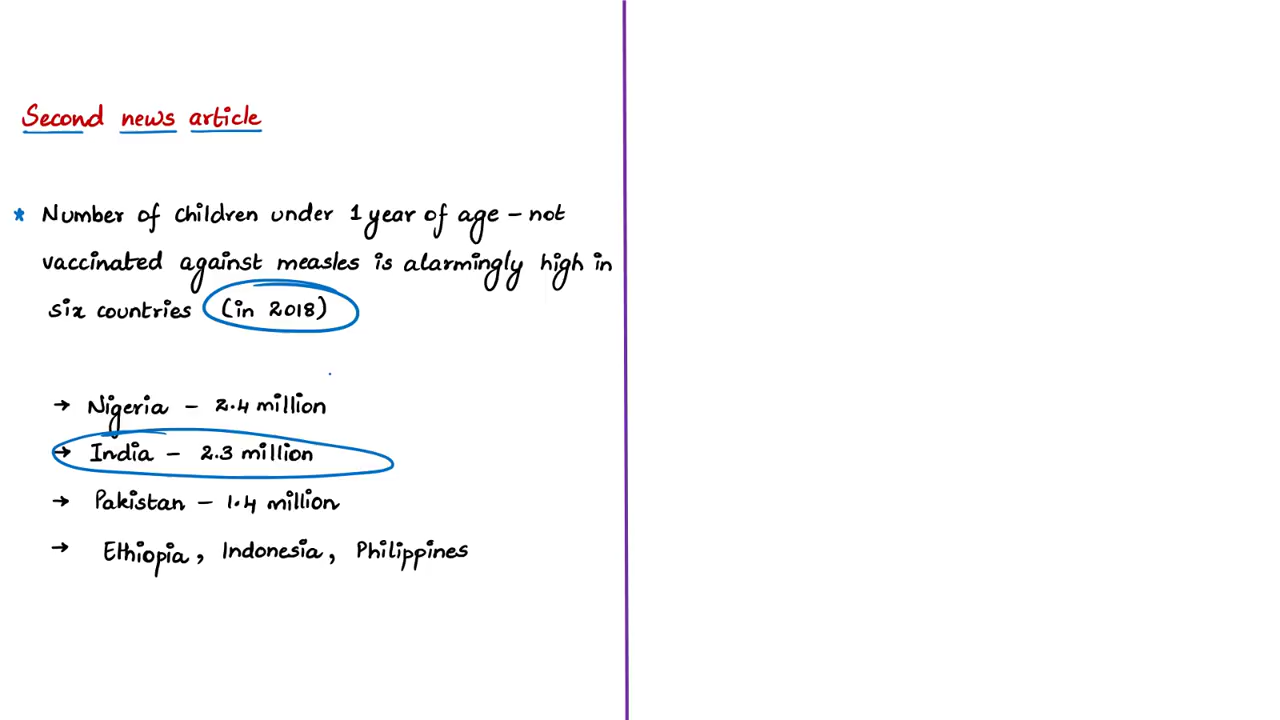 Second news article
* Number of children under 1 year of age - not
vaccinated against measles is alarmingly high in
six countries (in 2018)
→ Nigeria - 2.4 million
→ India - 2.3 million
→ Pakistan - 1.4 million
→ Ethiopia, Indonesia, Philippines